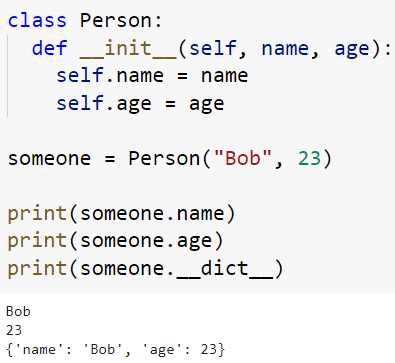 class Person:
  def __init__(self, name, age):
    self.name = name
    self.age = age

someone = Person("Bob", 23)

print(someone.name)
print(someone.age)
print(someone.__dict__)
Bob
23
{'name': 'Bob', 'age': 23}